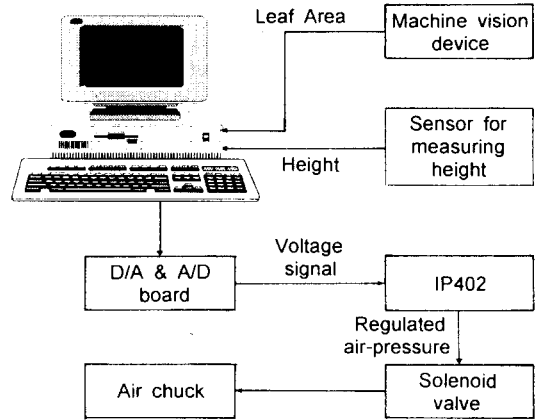 Leaf Area
Machine vision
device
Sensor for
measuring
height
Height
D/A & A/D
board
Voltage
signal
IP402
Regulated
air-pressure
Air chuck
Solenoid
valve